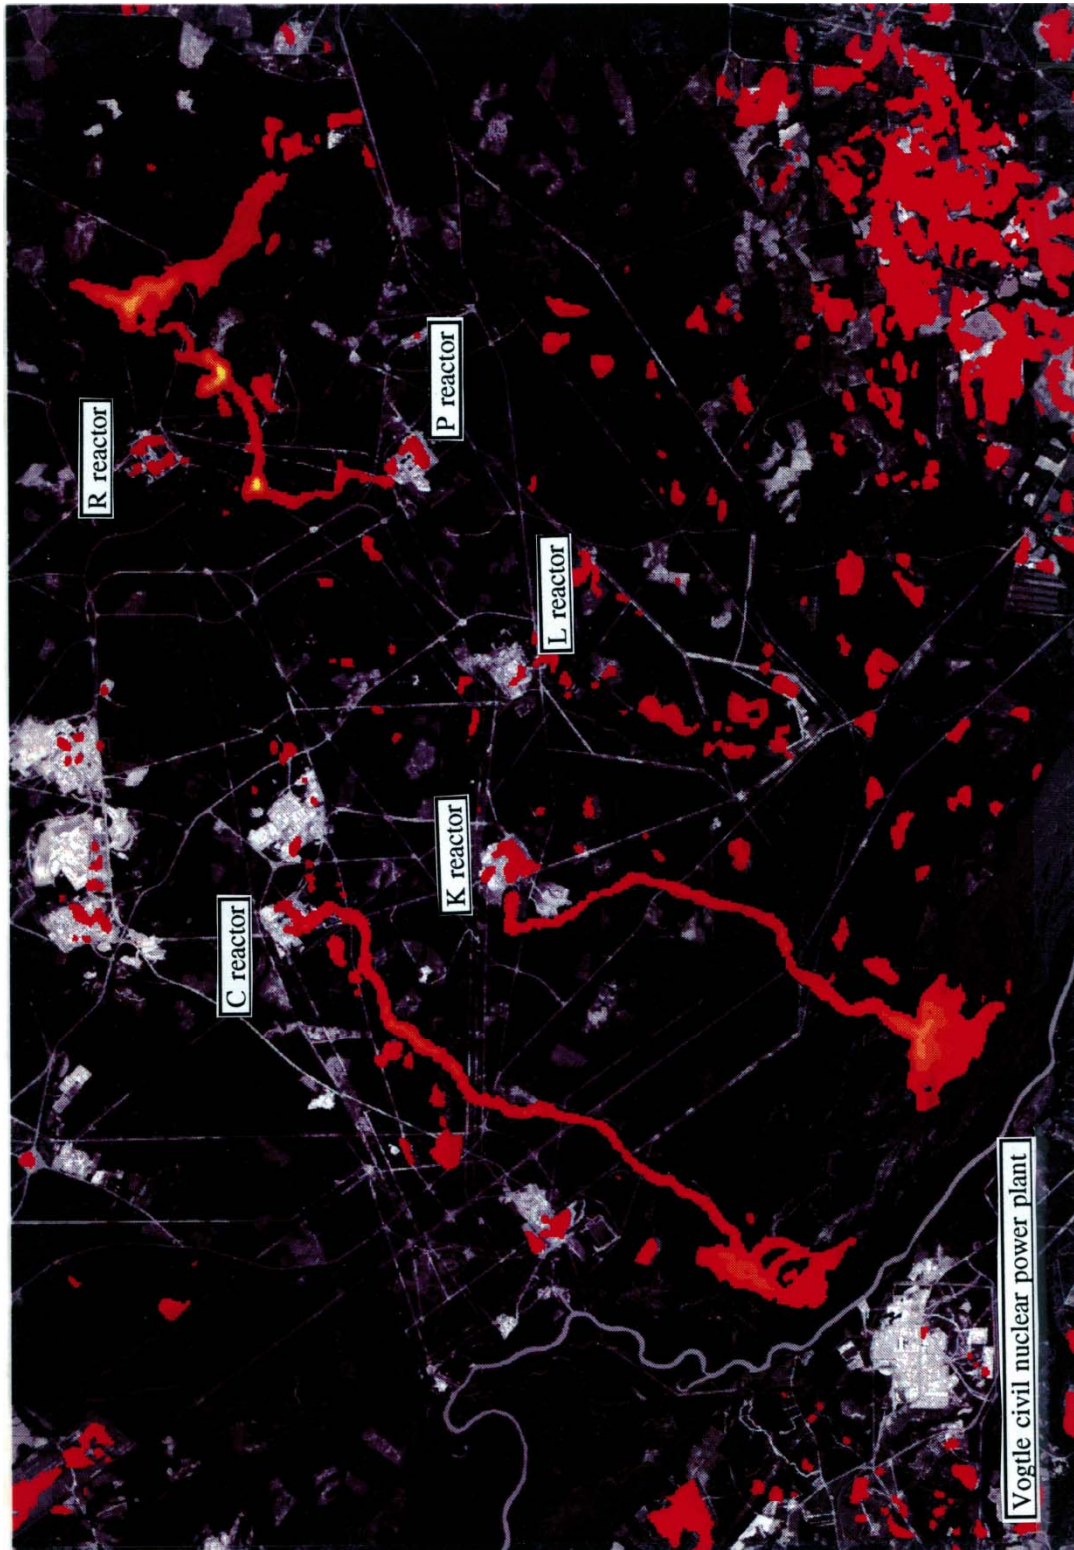 R reactor
P reactor
L reactor
C reactor
K reactor
Vogtle civil nuclear power plant